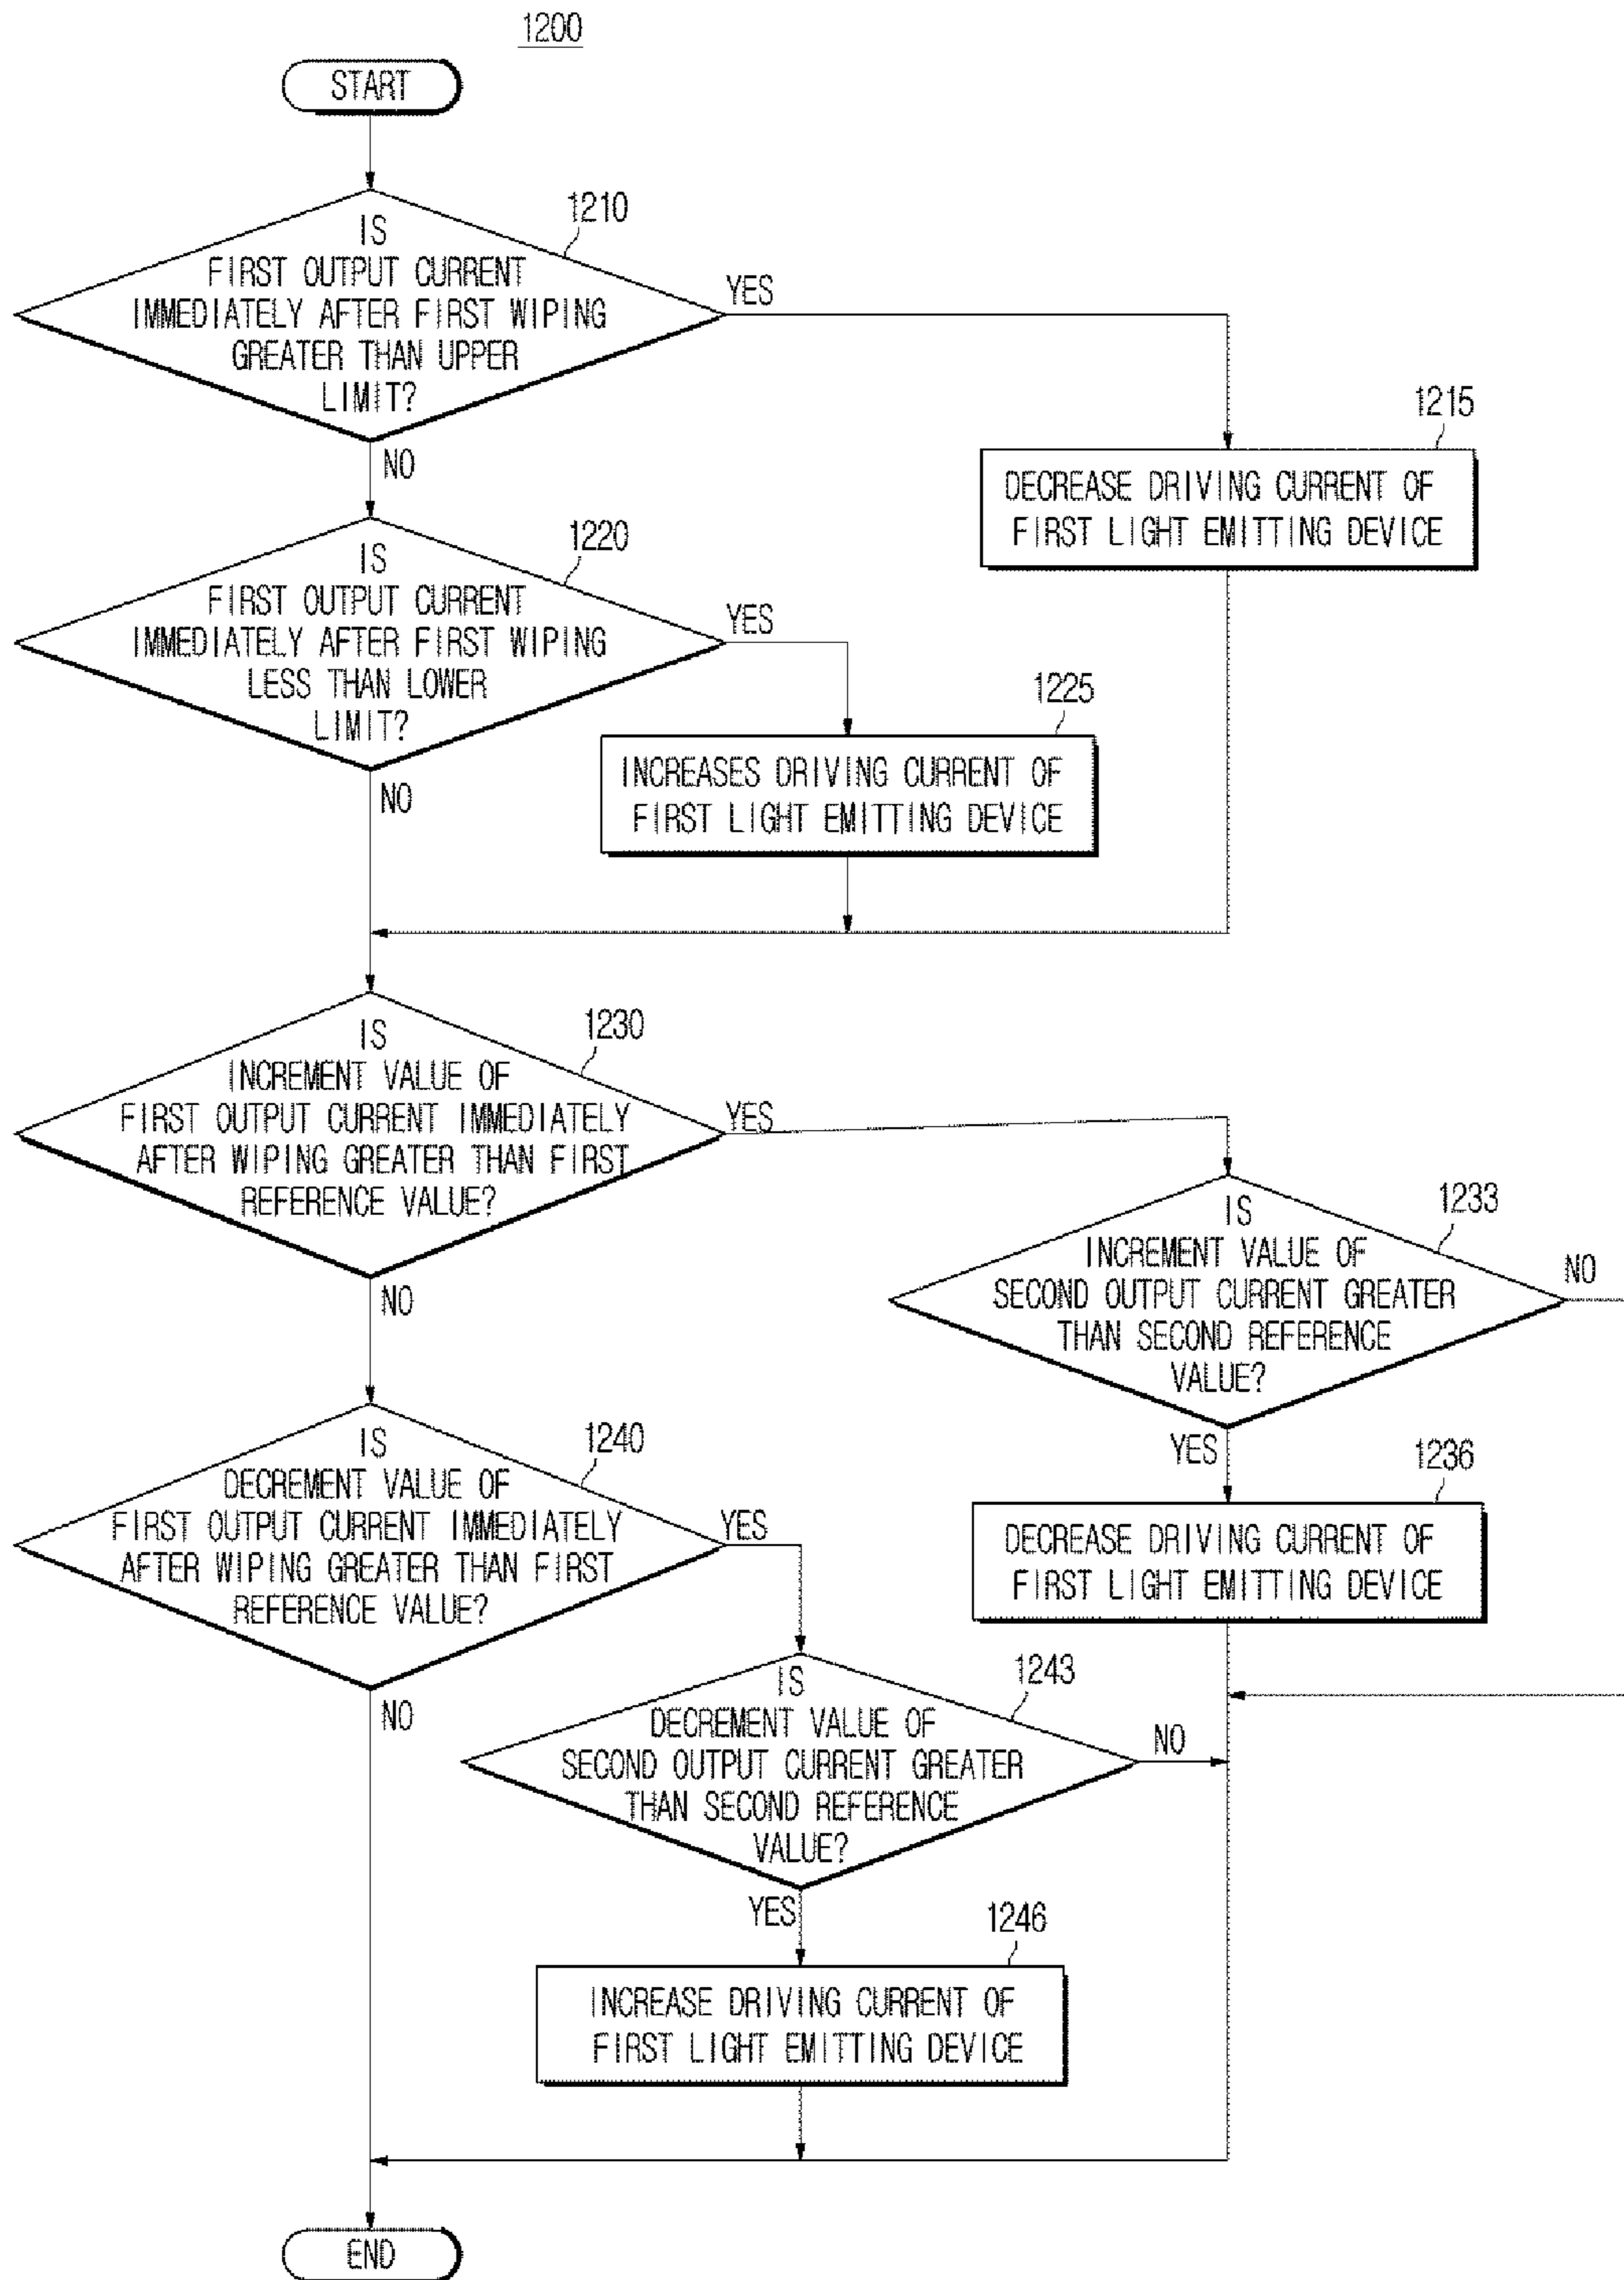 1200
START
1210
IS
FIRST OUTPUT CURRENT
IMMEDIATELY AFTER FIRST WIPING
GREATER THAN UPPER
LIMIT?
YES
NO
1215
DECREASE DRIVING CURRENT OF
FIRST LIGHT EMITTING DEVICE
1220
IS
FIRST OUTPUT CURRENT
IMMEDIATELY AFTER FIRST WIPING
LESS THAN LOWER
LIMIT?
YES
NO
1225
INCREASES DRIVING CURRENT OF
FIRST LIGHT EMITTING DEVICE
1230
IS
INCREMENT VALUE OF
FIRST OUTPUT CURRENT IMMEDIATELY
AFTER WIPING GREATER THAN FIRST
REFERENCE VALUE?
YES
NO
1233
IS
INCREMENT VALUE OF
SECOND OUTPUT CURRENT GREATER
THAN SECOND REFERENCE
VALUE?
NO
YES
1236
DECREASE DRIVING CURRENT OF
FIRST LIGHT EMITTING DEVICE
1240
IS
DECREMENT VALUE OF
FIRST OUTPUT CURRENT IMMEDIATELY
AFTER WIPING GREATER THAN FIRST
REFERENCE VALUE?
YES
NO
1243
IS
DECREMENT VALUE OF
SECOND OUTPUT CURRENT GREATER
THAN SECOND REFERENCE
VALUE?
NO
YES
1246
INCREASE DRIVING CURRENT OF
FIRST LIGHT EMITTING DEVICE
END